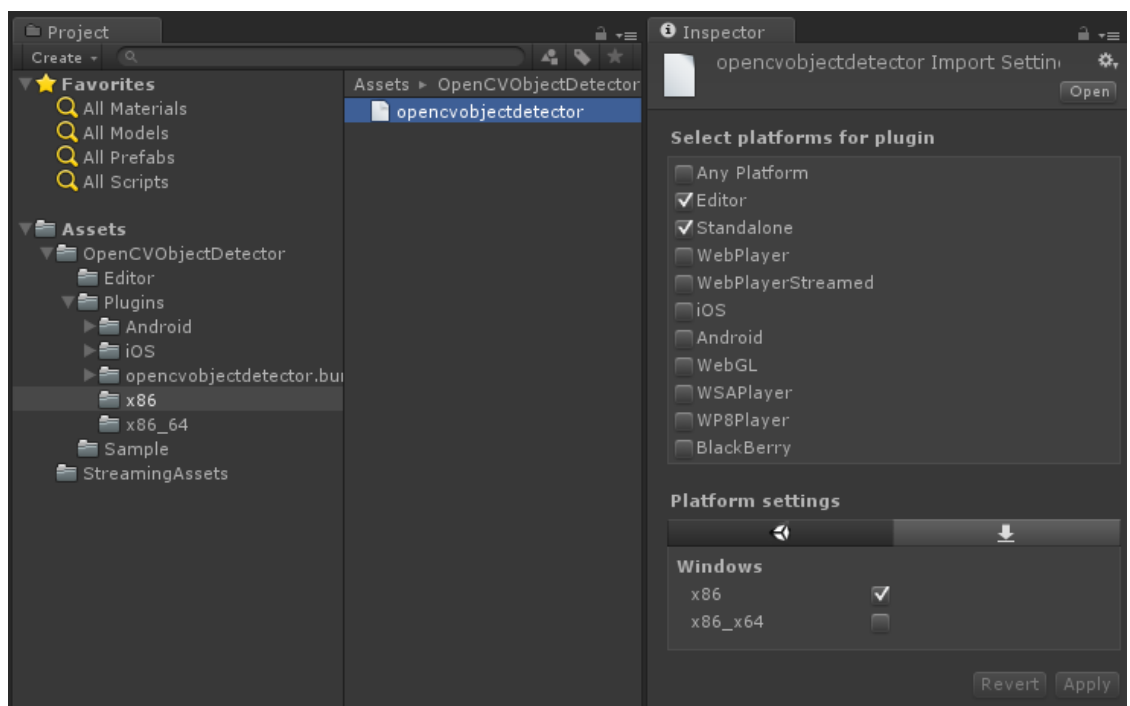 Project
Create
Favorites
All Materials
All Models
All Prefabs
All Scripts
Assets
OpenCVObjectDetector
Editor
Plugins
Android
iOS
opencvobjectdetector.bu
x86
x86_64
Sample
StreamingAssets
Assets ▸ OpenCVObjectDetector
opencvobjectdetector
Inspector
opencvobjectdetector Import Settin
Open
Select platforms for plugin
Any Platform
Editor
Standalone
WebPlayer
WebPlayerStreamed
iOS
Android
WebGL
WSAPlayer
WP8Player
BlackBerry
Platform settings
Windows
x86
x86_x64
Revert Apply